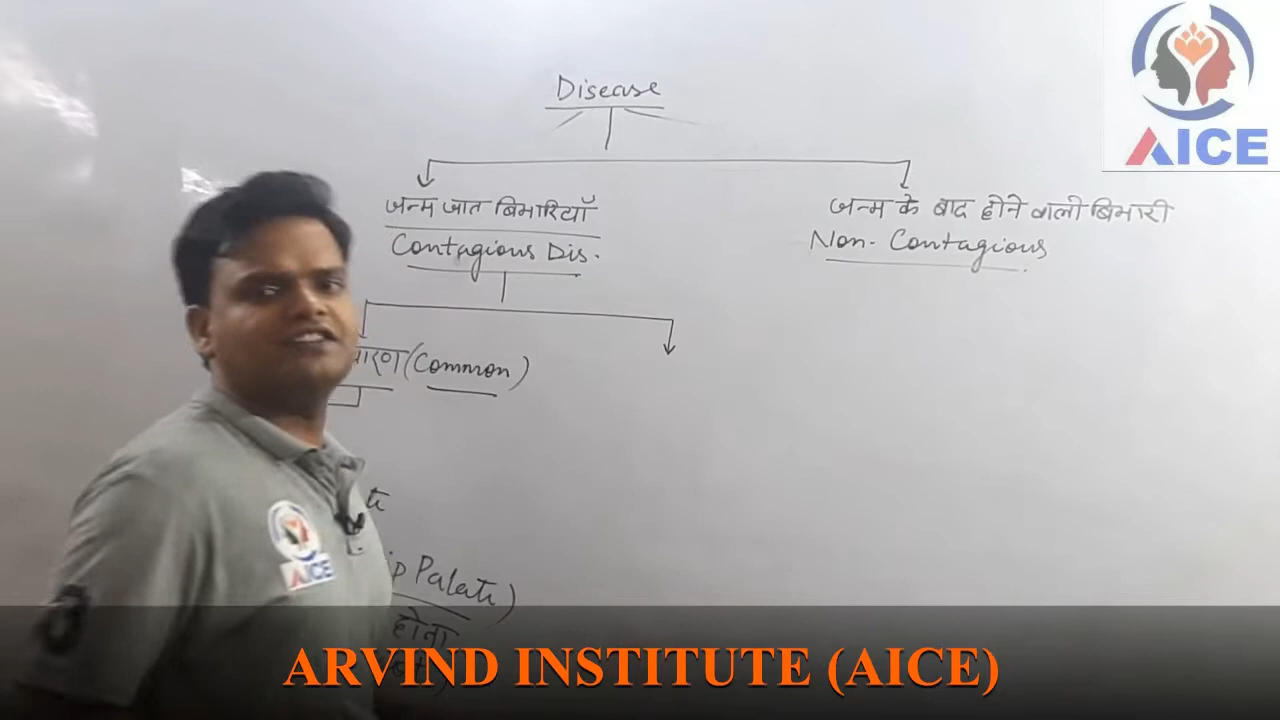 AICE
Disease
जन्म जात बिमारियाँ
Contagious Dis.
जन्म के बाद होने वाली बिमारी
Non-Contagious
(Common)
Palate)
होना
AICE
ARVIND INSTITUTE (AICE)